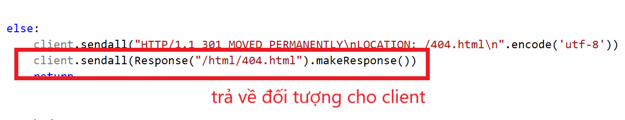 else:
client.sendall("HTTP/1.1 301 MOVED PERMANENTLY\nLOCATION: /404.html\n".encode('utf-8'))
client.sendall(Response("/html/404.html").makeResponse())
return
trả về đối tượng cho client